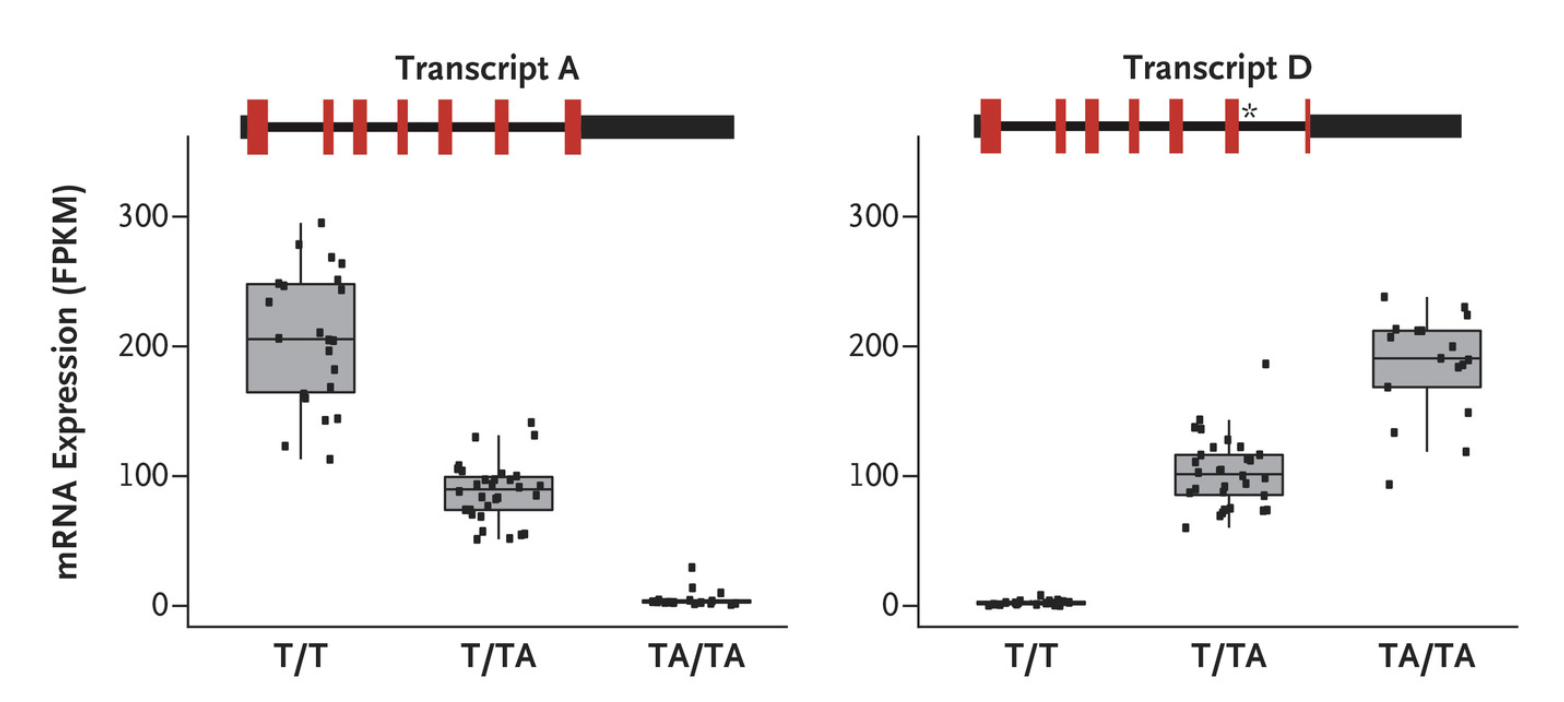 Transcript A
*
mRNA Expression (FPKM)
300
200
100
0
T/T T/TA TA/TA
Transcript D
300
200
100
0
T/T T/TA TA/TA